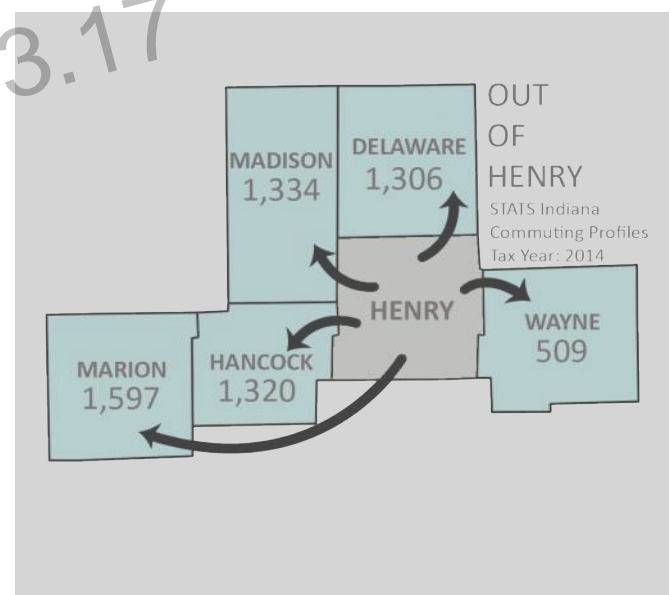 3.17
OUT
OF
HENRY
STATS Indiana
Commuting Profiles
Tax Year: 2014
MADISON
1,334
DELAWARE
1,306
HENRY
WAYNE
509
HANCOCK
1,320
MARION
1,597